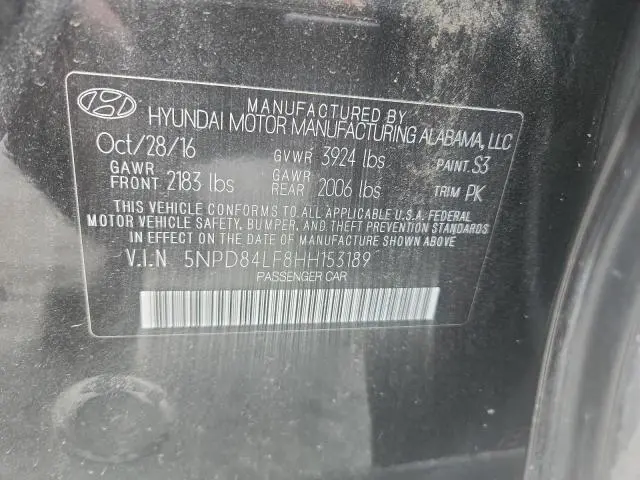 MANUFACTURED BY
HYUNDAI MOTOR MANUFACTURING ALABAMA, LLC
Oct/28/16 GVWR 3924 lbs PAINT S3
GAWR FRONT 2183 lbs GAWR REAR 2006 lbs TRIM PK
THIS VEHICLE CONFORMS TO ALL APPLICABLE U.S.A. FEDERAL
MOTOR VEHICLE SAFETY, BUMPER, AND THEFT PREVENTION STANDARDS
IN EFFECT ON THE DATE OF MANUFACTURE SHOWN ABOVE.
V.I.N 5NPD84LF8HH153189
PASSENGER CAR